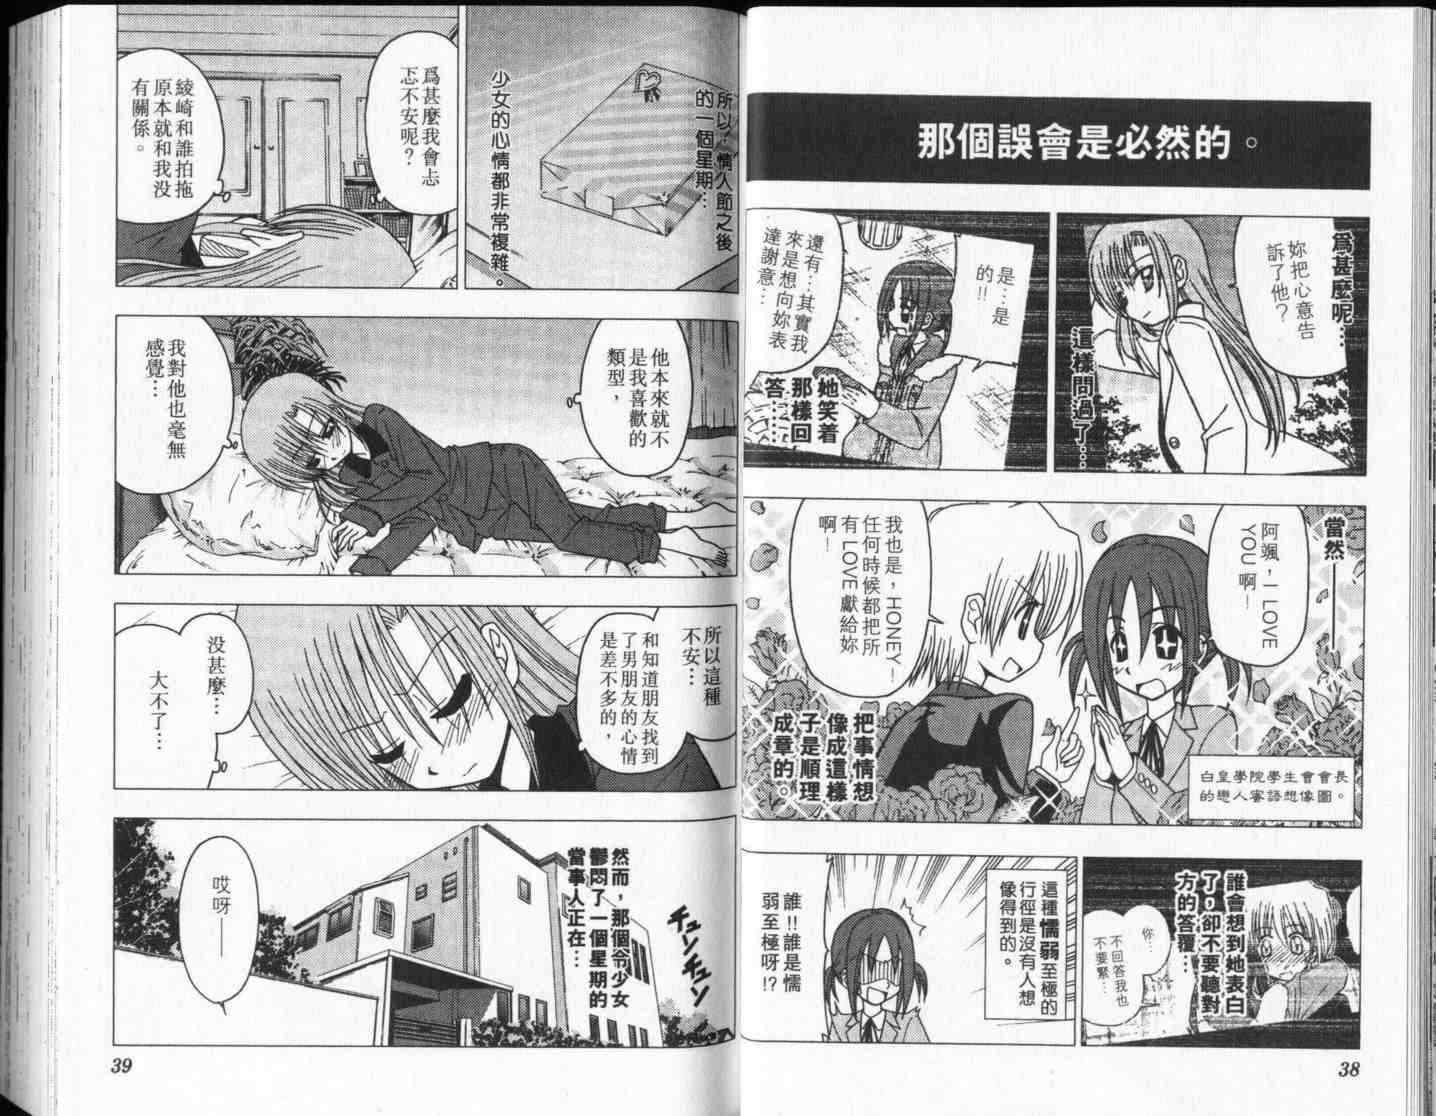 那個誤會是必然的。
爲甚麼呢…
妳把心意告
訴了他？
這樣問過了…
是…是
的!!
還有…其實我
來是想向妳表
達謝意…
她笑着
那樣回
答……
當然──
阿颯，I LOVE
YOU 啊─
我也是，HONEY─
任何時候都把所
有 LOVE獻給妳
啊─
把事情想
像成這樣
子是順理
成章的。
白皇學院學生會會長
的戀人蜜語想像圖。
誰會想到她表白
了，卻不要聽對
方的答覆…
你…
不回答我也
不要緊…
這種懦弱至極的
行徑是沒有人想
像得到的。
誰!!誰是懦
弱至極呀!?
38
所以，情人節之後
的一個星期…
少女的心情都非常複雜。
爲甚麼我會忐
忑不安呢？
綾崎和誰拍拖
原本就和我没
有關係。
他本來就不
是我喜歡的
類型，
我對他也毫無
感覺…
所以這種
不安…
和知道朋友找到
了男朋友的心情
是差不多的，
没甚麼…
大不了…
然而，那個令少女
鬱悶了一個星期的
當事人正在…
チューンチュン
哎呀──
39